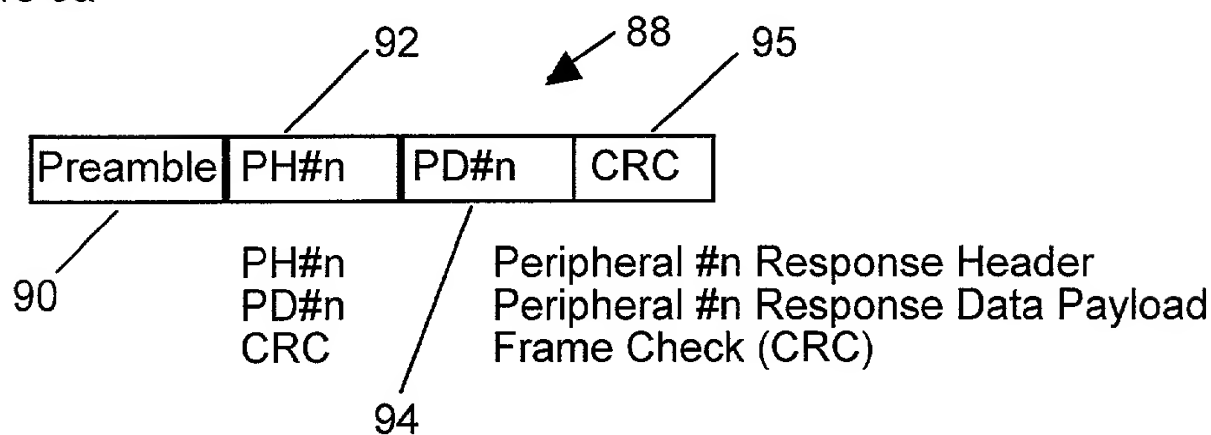 92 88 95
Preamble PH#n PD#n CRC
PH#n Peripheral #n Response Header
90 PD#n Peripheral #n Response Data Payload
CRC Frame Check (CRC)
94